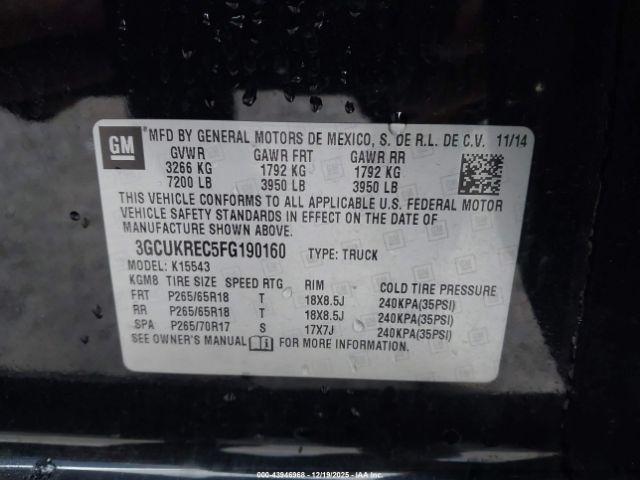 GM MFD BY GENERAL MOTORS DE MEXICO, S. DE R.L. DE C.V. 11/14
GVWR GAWR FRT GAWR RR
3266 KG 1792 KG 1792 KG
7200 LB 3950 LB 3950 LB
THIS VEHICLE CONFORMS TO ALL APPLICABLE U.S. FEDERAL MOTOR
VEHICLE SAFETY STANDARDS IN EFFECT ON THE DATE OF
MANUFACTURE SHOWN ABOVE.
3GCUKREC5FG190160 TYPE: TRUCK
MODEL: K15543
KGM8 TIRE SIZE SPEED RTG RIM COLD TIRE PRESSURE
FRT P265/65R18 T 18X8.5J 240KPA(35PSI)
RR P265/65R18 T 18X8.5J 240KPA(35PSI)
SPA P265/70R17 S 17X7J 240KPA(35PSI)
SEE OWNER'S MANUAL FOR MORE INFORMATION.
000-43946968 - 12/19/2025 - IAAI.COM